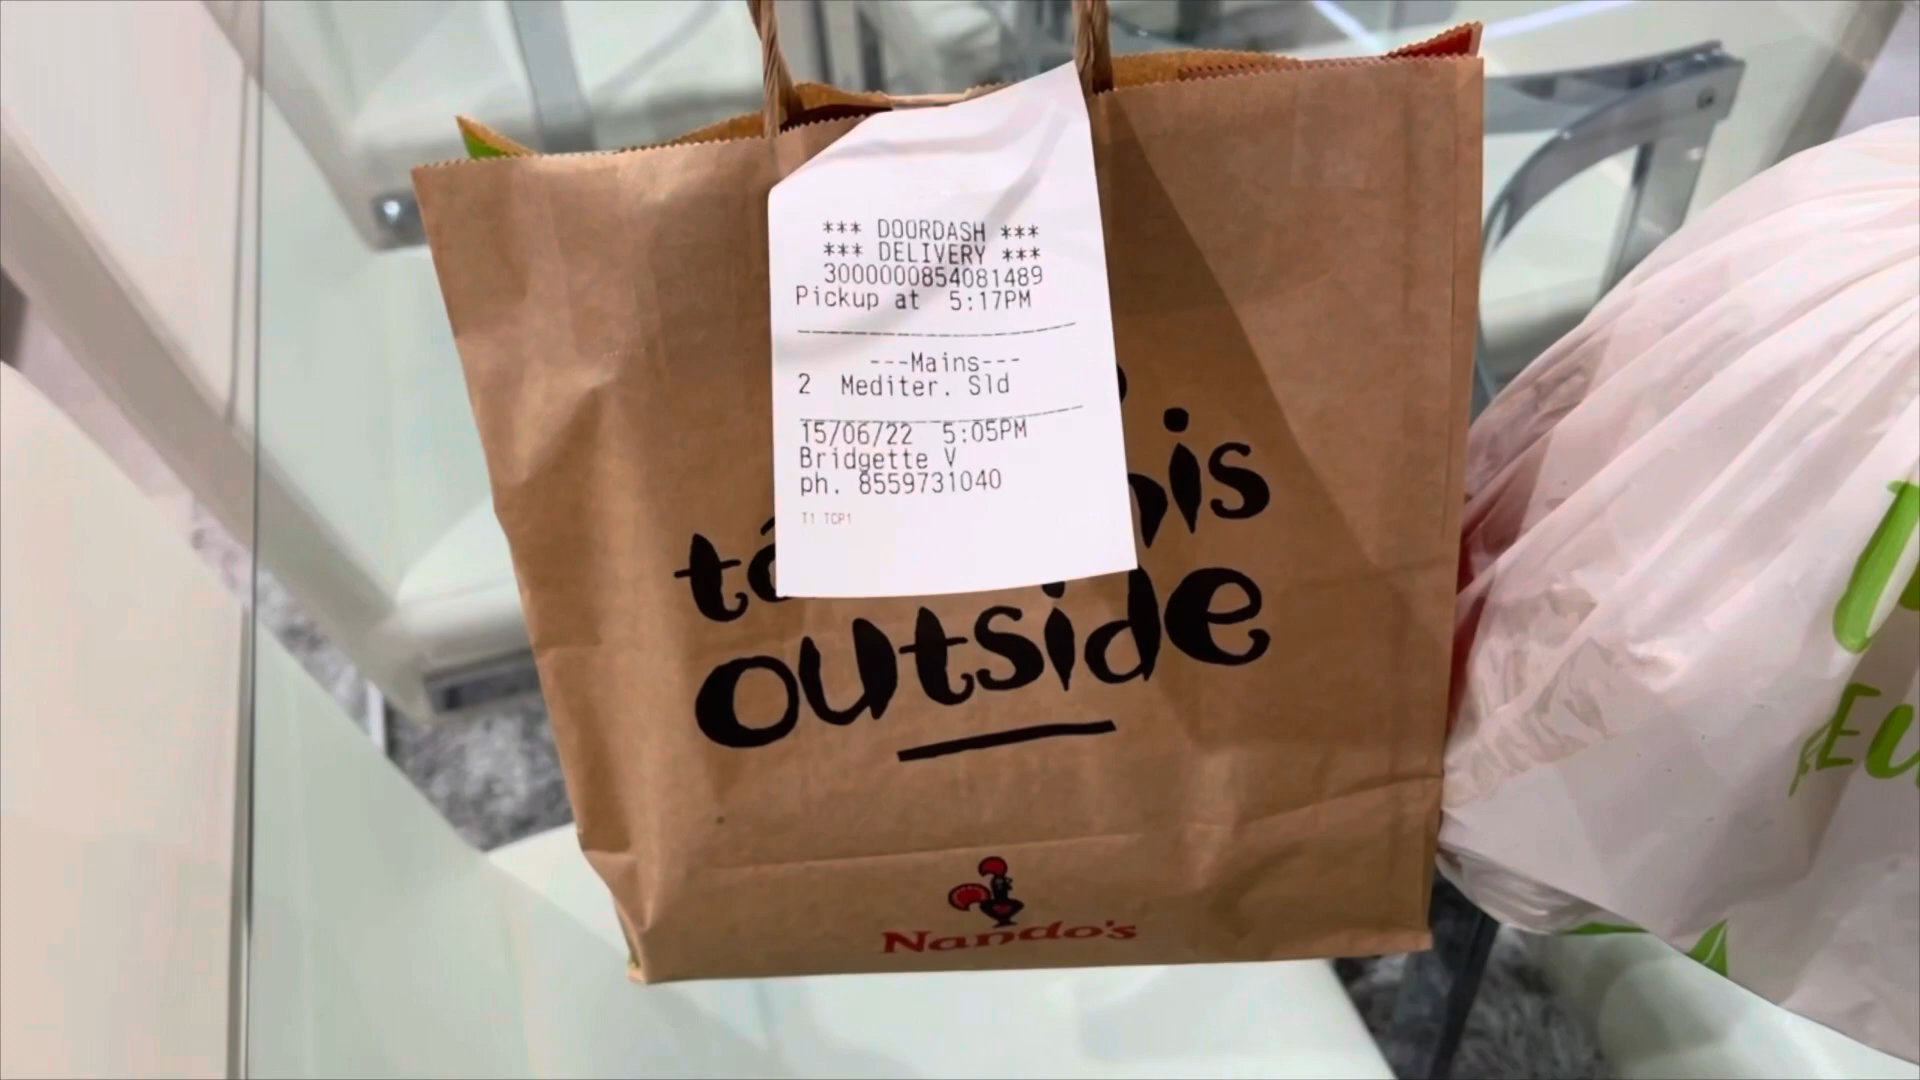 *** DOORDASH ***
*** DELIVERY ***
3000000854081489
Pickup at 5:17PM
---Mains---
2 Mediter. Sld
15/06/22 5:05PM
Bridgette V
ph. 8559731040
T1 TCP1
outside
Nando's